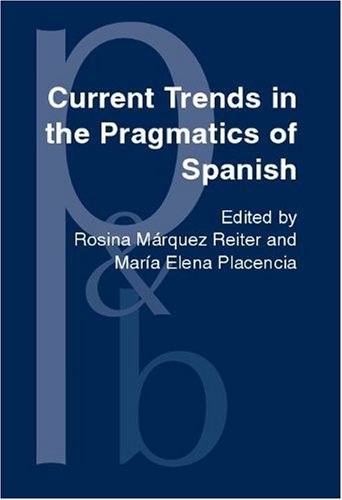 Current Trends in
the Pragmatics of
Spanish
Edited by
Rosina Márquez Reiter and
María Elena Placencia
p
&
b